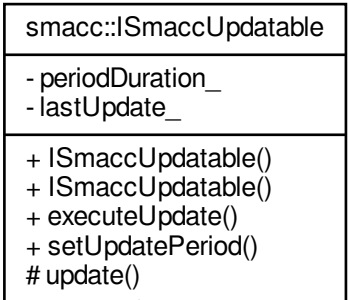 smacc::ISmaccUpdatable
- periodDuration_
- lastUpdate_
+ ISmaccUpdatable()
+ ISmaccUpdatable()
+ executeUpdate()
+ setUpdatePeriod()
# update()